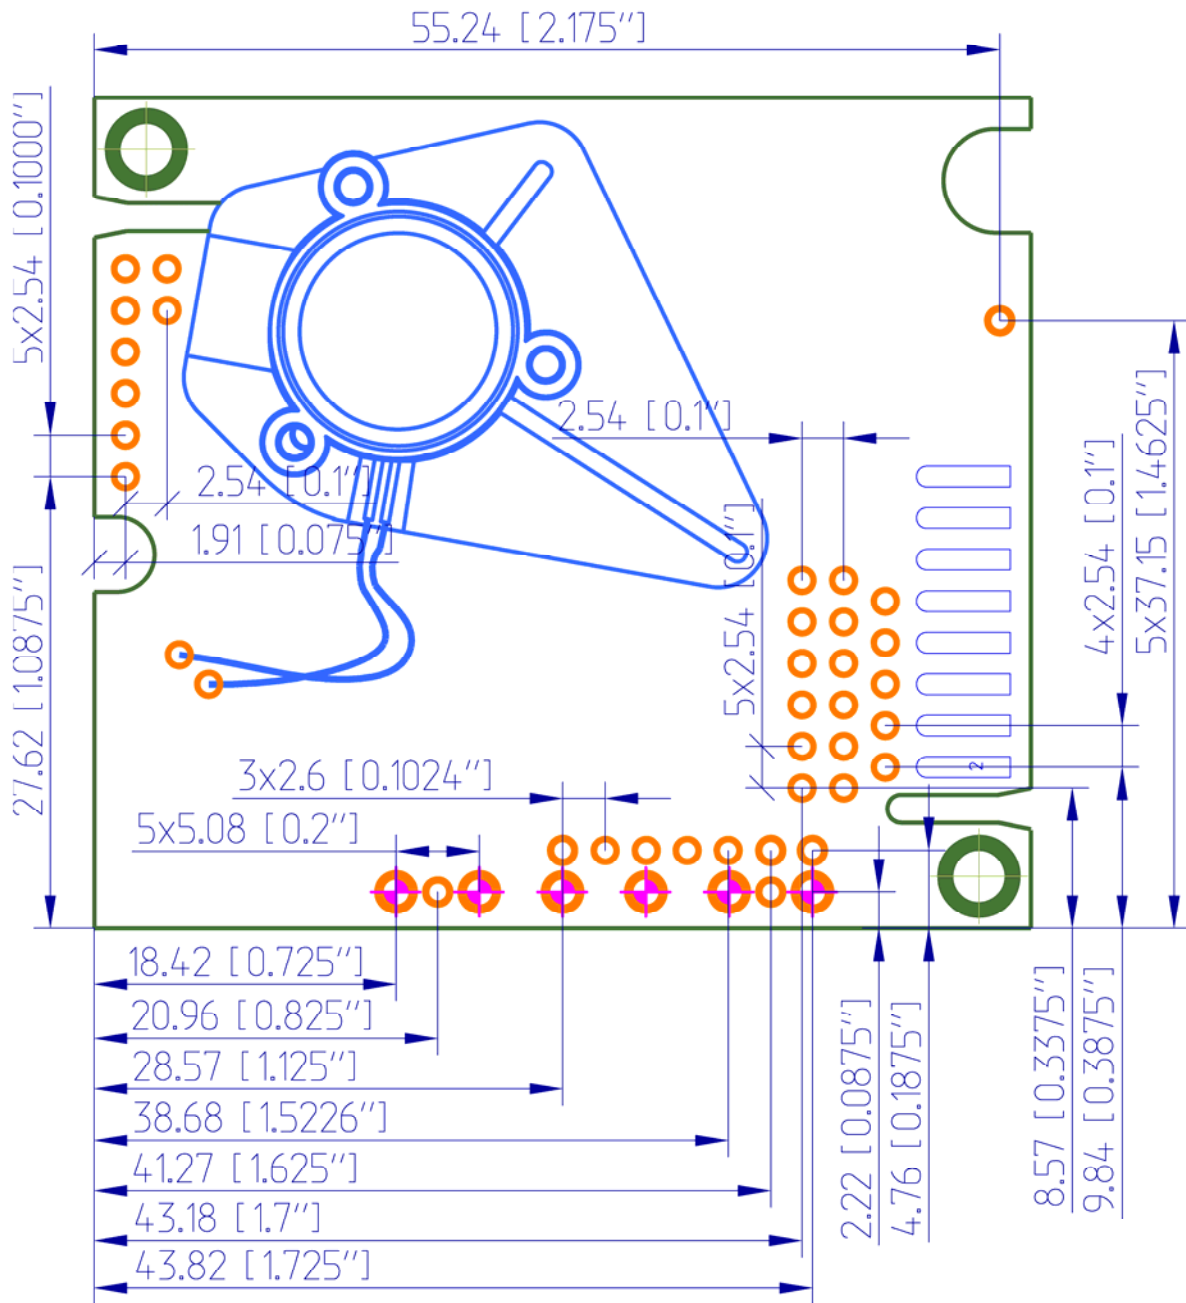 55.24 [2.175"]
5x2.54 [0.1000"]
2.54 [0.1"]
2.54 [0.1"]
1.91 [0.075"]
5x2.54 [0.1"]
4x2.54 [0.1"]
5x37.15 [1.4625"]
27.62 [1.0875"]
2
3x2.6 [0.1024"]
5x5.08 [0.2"]
18.42 [0.725"]
20.96 [0.825"]
28.57 [1.125"]
38.68 [1.5226"]
41.27 [1.625"]
43.18 [1.7"]
43.82 [1.725"]
2.22 [0.0875"]
4.76 [0.1875"]
8.57 [0.3375"]
9.84 [0.3875"]